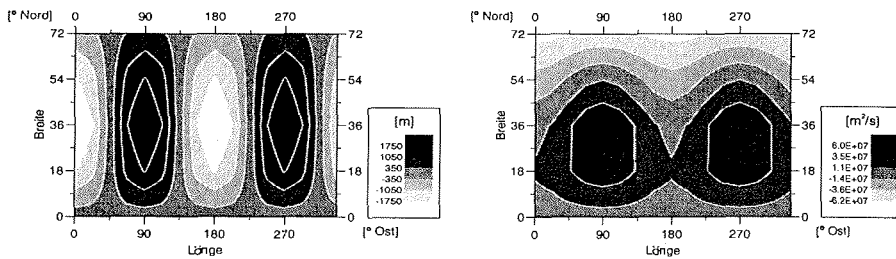 [° Nord] 0 90 180 270
72 72
54 54
Breite
36 36
18 18
0 0
0 90 180 270 [° Ost]
Länge
[m]
1750
1050
350
-350
-1050
-1750
[° Nord] 0 90 180 270
72 72
54 54
Breite
36 36
18 18
0 0
0 90 180 270 [° Ost]
Länge
[m²/s]
6.0E+07
3.5E+07
1.1E+07
-1.4E+07
-3.6E+07
-6.2E+07